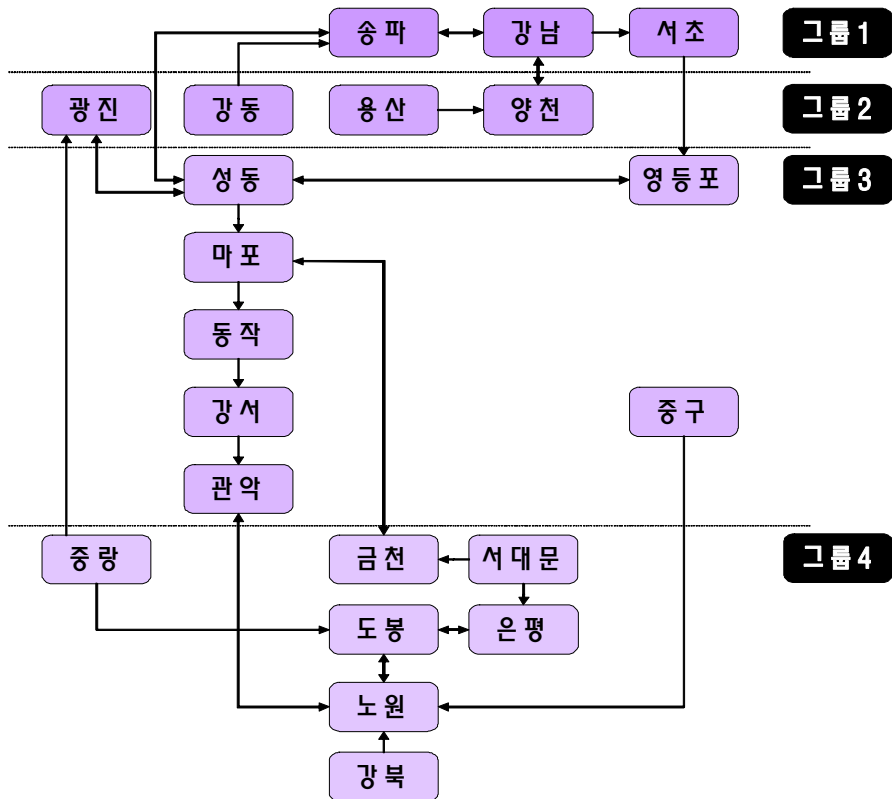 송파 강남 서초 그룹1
광진 강동 용산 양천 그룹2
성동 영등포 그룹3
마포
동작
강서 중구
관악
중랑 금천 서대문 그룹4
도봉 은평
노원
강북